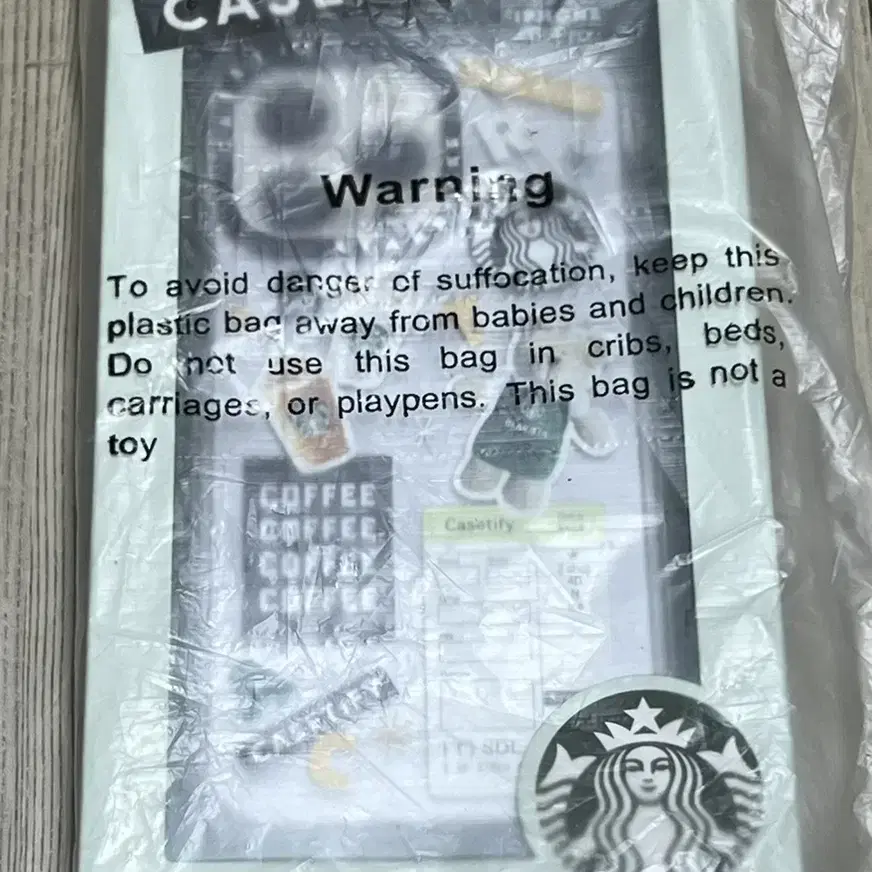 Warning
To avoid danger of suffocation, keep this
plastic bag away from babies and children.
Do not use this bag in cribs, beds,
carriages, or playpens. This bag is not a
toy
COFFEE
COFFEE
COFFEE
COFFEE
Casetify
CASETiFY